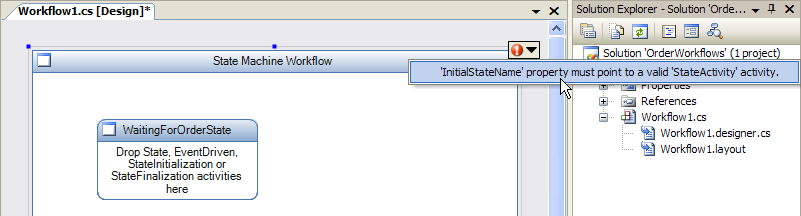 Workflow1.cs [Design]*
Solution Explorer - Solution 'Orde...
Solution 'OrderWorkflows' (1 project)
State Machine Workflow
'InitialStateName' property must point to a valid 'StateActivity' activity.
Properties
References
Workflow1.cs
Workflow1.designer.cs
Workflow1.layout
WaitingForOrderState
Drop State, EventDriven,
StateInitialization or
StateFinalization activities
here